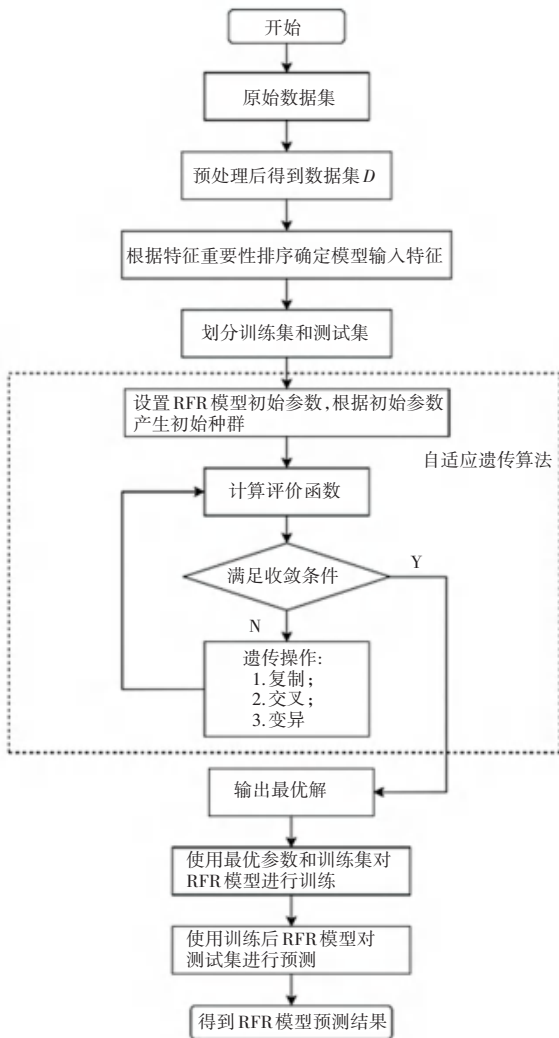 开始
原始数据集
预处理后得到数据集D
根据特征重要性排序确定模型输入特征
划分训练集和测试集
设置RFR模型初始参数,根据初始参数
产生初始种群
自适应遗传算法
计算评价函数
满足收敛条件
Y
N
遗传操作:
1.复制;
2.交叉;
3.变异
输出最优解
使用最优参数和训练集对
RFR模型进行训练
使用训练后RFR模型对
测试集进行预测
得到RFR模型预测结果